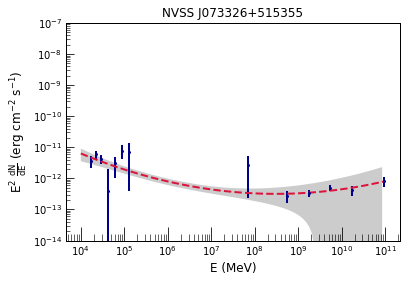 NVSS J073326+515355
10⁻⁷
10⁻⁸
10⁻⁹
10⁻¹⁰
10⁻¹¹
10⁻¹²
10⁻¹³
10⁻¹⁴
E² dN/dE (erg cm⁻² s⁻¹)
10⁴ 10⁵ 10⁶ 10⁷ 10⁸ 10⁹ 10¹⁰ 10¹¹
E (MeV)